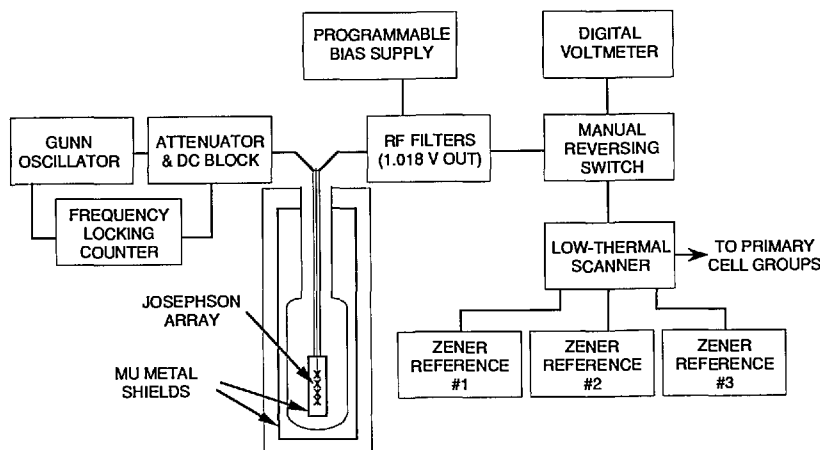 PROGRAMMABLE
BIAS SUPPLY
DIGITAL
VOLTMETER
GUNN
OSCILLATOR
ATTENUATOR
& DC BLOCK
RF FILTERS
(1.018 V OUT)
MANUAL
REVERSING
SWITCH
FREQUENCY
LOCKING
COUNTER
LOW-THERMAL
SCANNER
TO PRIMARY
CELL GROUPS
JOSEPHSON
ARRAY
MU METAL
SHIELDS
ZENER
REFERENCE
#1
ZENER
REFERENCE
#2
ZENER
REFERENCE
#3